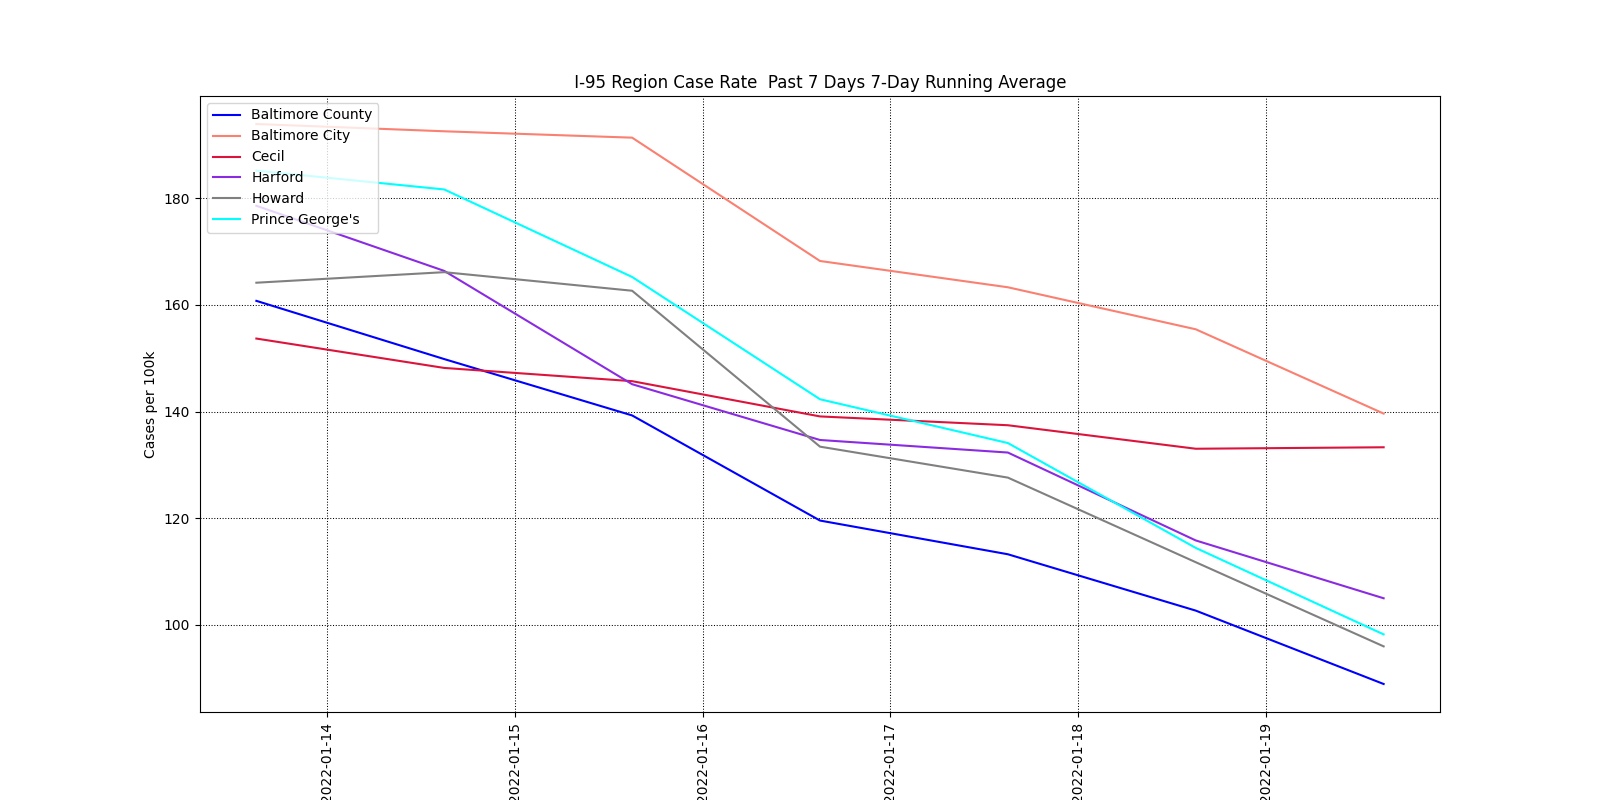 I-95 Region Case Rate  Past 7 Days 7-Day Running Average
Baltimore County
Baltimore City
Cecil
Harford
Howard
Prince George's
Cases per 100k
180
160
140
120
100
2022-01-14
2022-01-15
2022-01-16
2022-01-17
2022-01-18
2022-01-19